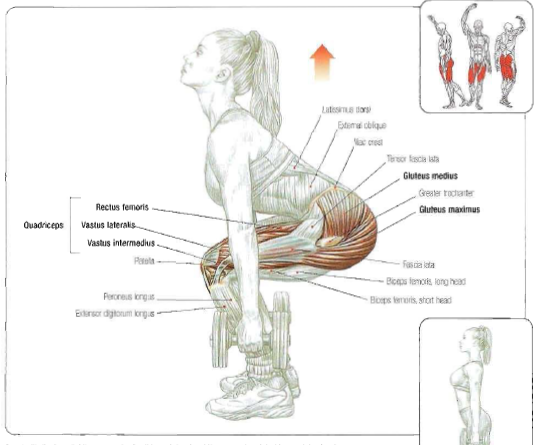 Latissimus dorsi
External oblique
Iliac crest
Tensor fascia lata
Gluteus medius
Greater trochanter
Gluteus maximus
Rectus femoris
Quadriceps
Vastus lateralis
Vastus intermedius
Patella
Fascia lata
Biceps femoris, long head
Peroneus longus
Biceps femoris, short head
Extensor digitorum longus